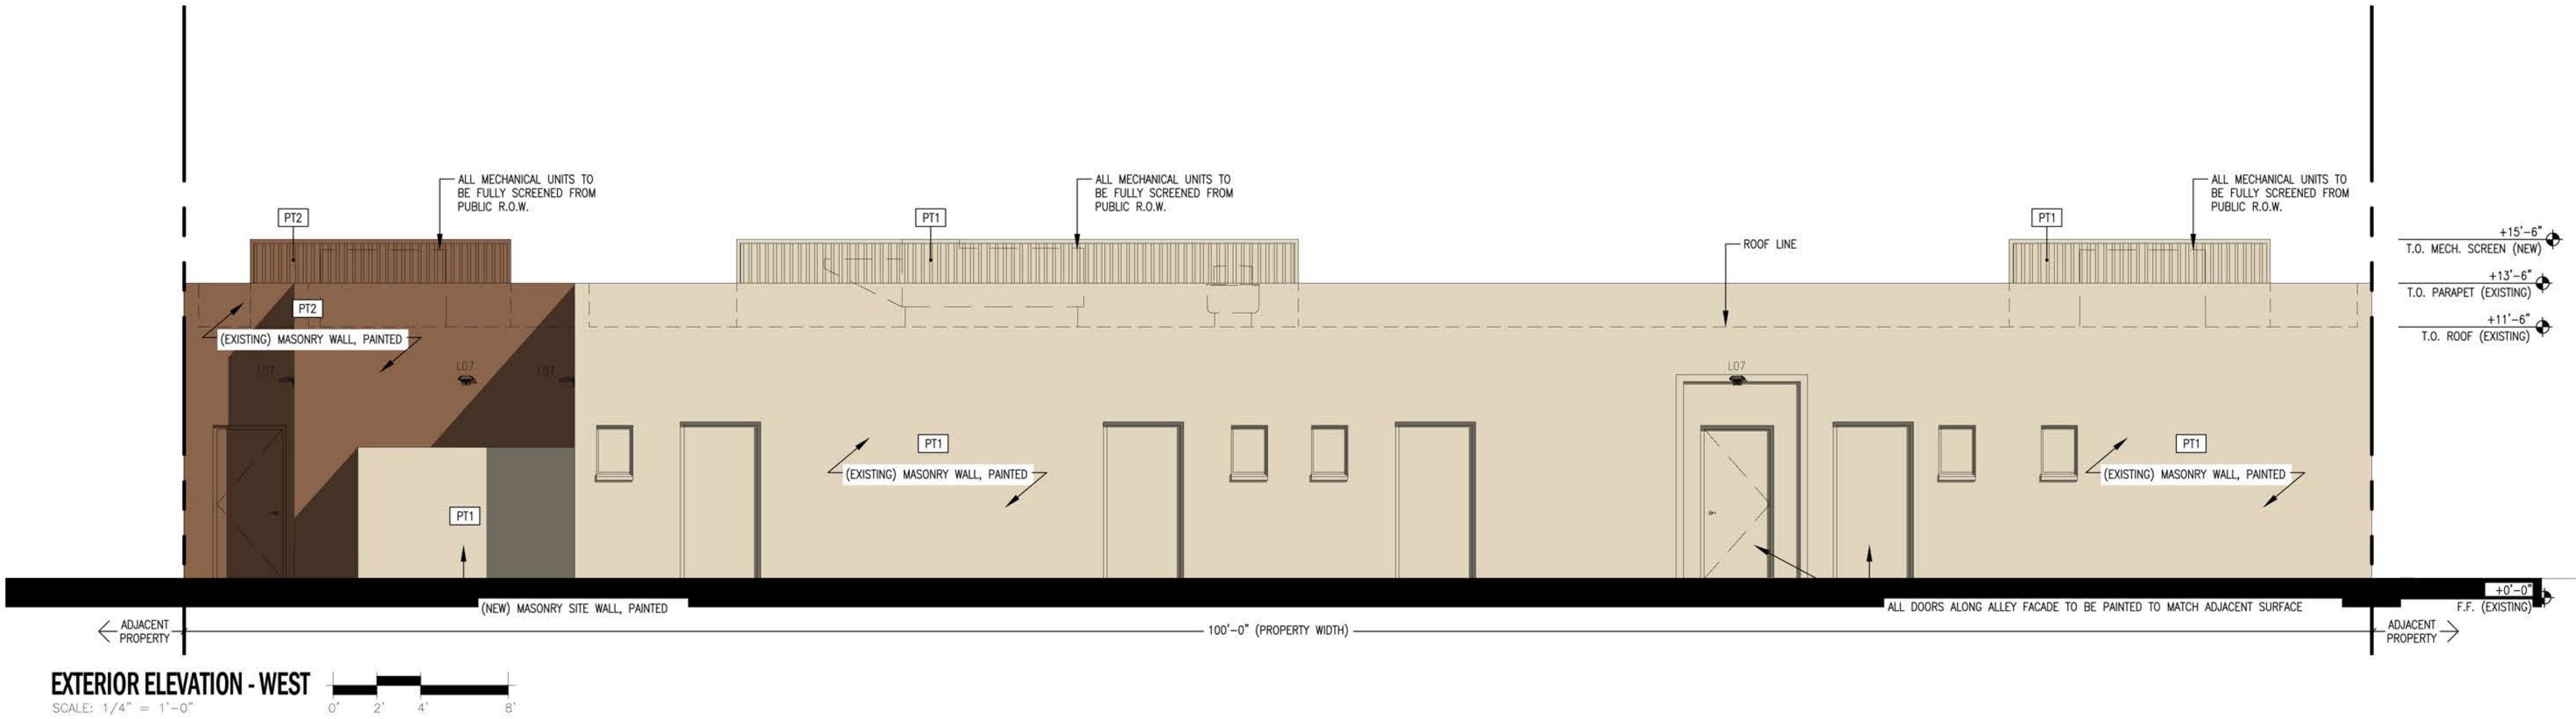 ALL MECHANICAL UNITS TO
BE FULLY SCREENED FROM
PUBLIC R.O.W.
ALL MECHANICAL UNITS TO
BE FULLY SCREENED FROM
PUBLIC R.O.W.
ALL MECHANICAL UNITS TO
BE FULLY SCREENED FROM
PUBLIC R.O.W.
PT2
PT1
PT1
ROOF LINE
+15'-6"
T.O. MECH. SCREEN (NEW)
+13'-6"
T.O. PARAPET (EXISTING)
+11'-6"
T.O. ROOF (EXISTING)
PT2
(EXISTING) MASONRY WALL, PAINTED
L07
L07
L07
L07
PT1
(EXISTING) MASONRY WALL, PAINTED
PT1
(EXISTING) MASONRY WALL, PAINTED
PT1
+0'-0"
F.F. (EXISTING)
(NEW) MASONRY SITE WALL, PAINTED
ALL DOORS ALONG ALLEY FACADE TO BE PAINTED TO MATCH ADJACENT SURFACE
ADJACENT
PROPERTY
100'-0" (PROPERTY WIDTH)
ADJACENT
PROPERTY
EXTERIOR ELEVATION - WEST
SCALE: 1/4" = 1'-0"
0' 2' 4' 8'